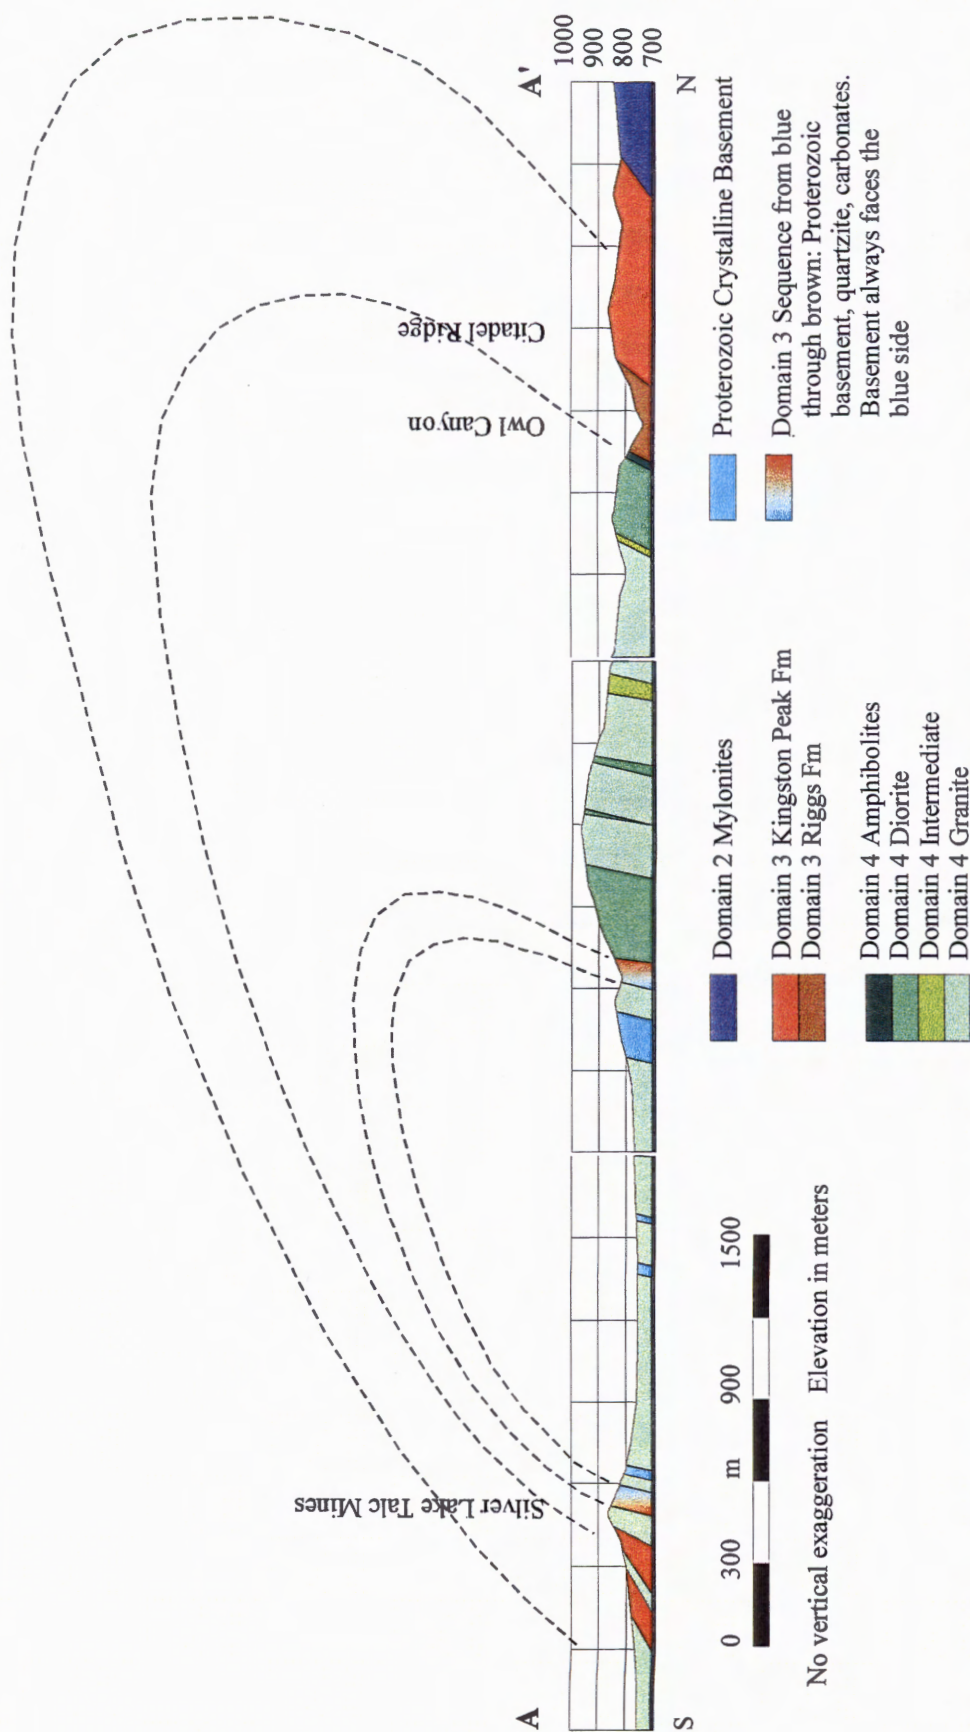 A
A'
Silver Lake Talc Mines
Owl Canyon
Citadel Ridge
1000
900
800
700
S
N
0 300 m 900 1500
No vertical exaggeration Elevation in meters
Domain 2 Mylonites
Domain 3 Kingston Peak Fm
Domain 3 Riggs Fm
Domain 4 Amphibolites
Domain 4 Diorite
Domain 4 Intermediate
Domain 4 Granite
Proterozoic Crystalline Basement
Domain 3 Sequence from blue
through brown: Proterozoic
basement, quartzite, carbonates.
Basement always faces the
blue side